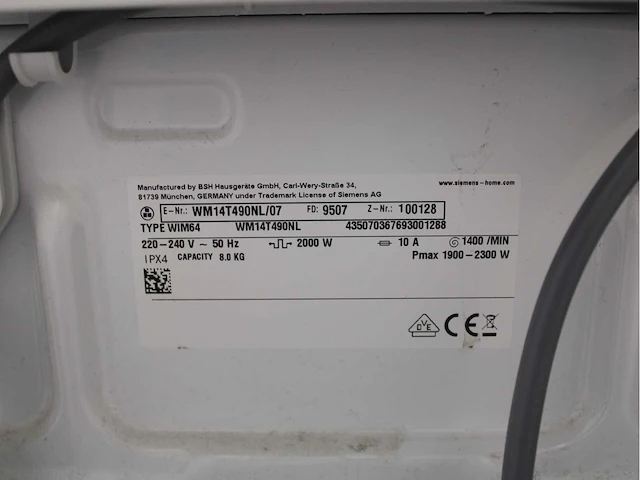 Manufactured by BSH Hausgeräte GmbH, Carl-Wery-Straße 34, www.siemens-home.com
81739 München, GERMANY under Trademark License of Siemens AG
E-Nr.: WM14T490NL/07 FD: 9507 Z-Nr.: 100128
TYPE WIM64 WM14T490NL 435070367693001288
220-240 V ~ 50 Hz 2000 W 10 A 1400 /MIN
IPX4 CAPACITY 8.0 KG Pmax 1900-2300 W
DVE CE